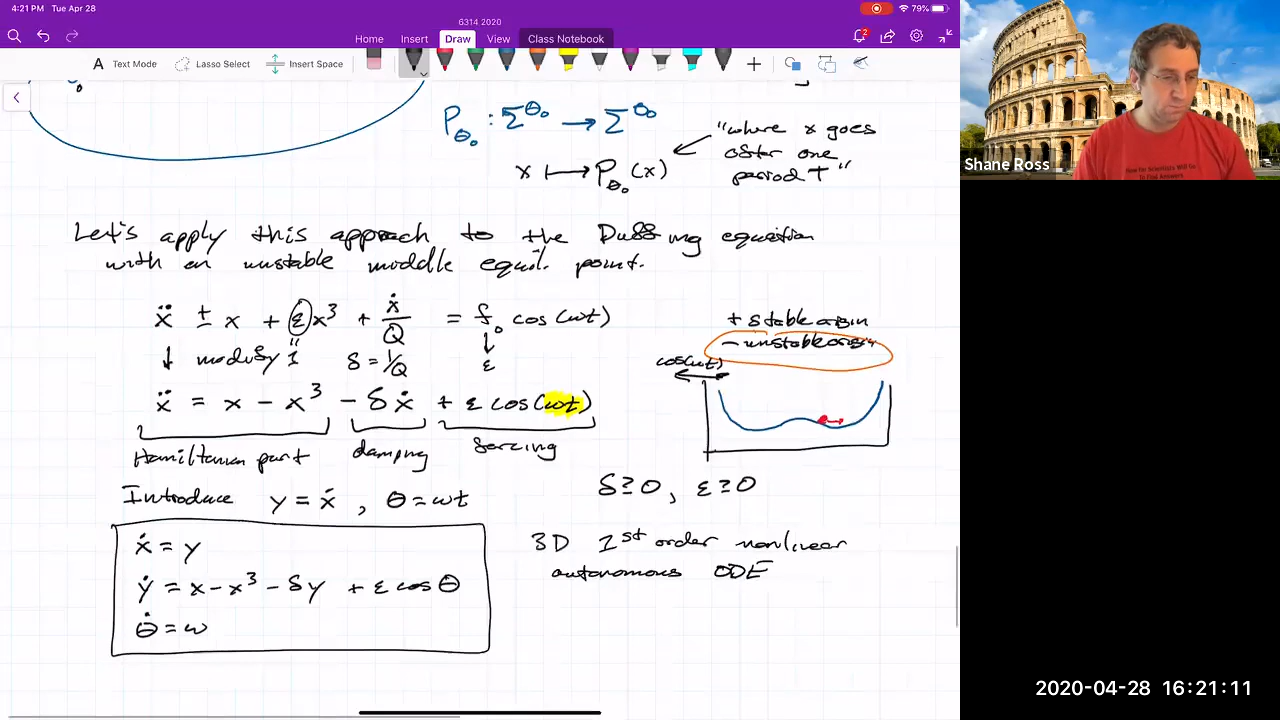 4:21 PM Tue Apr 28
79%
6314 2020
Home Insert Draw View Class Notebook
2
A Text Mode Lasso Select Insert Space
P_θ₀ : Σ^θ₀ → Σ^θ₀
"where x goes
after one
period T"
x ↦ P_θ₀(x)
Let's apply this approach to the Duffing equation
with an unstable middle equil. point.
ẍ ± x + εx³ + ẋ/Q = f₀ cos(ωt)
+ stable origin
- unstable origin
↓ modify 1 δ = 1/Q ε
cos(ωt)
ẍ = x - x³ - δẋ + ε cos(ωt)
Hamiltonian part damping forcing
δ ≥ 0, ε ≥ 0
Introduce y = ẋ, θ = ωt
ẋ = y
ẏ = x - x³ - δy + ε cos θ
θ̇ = ω
3D 1st order nonlinear
autonomous ODE
Shane Ross
2020-04-28 16:21:11